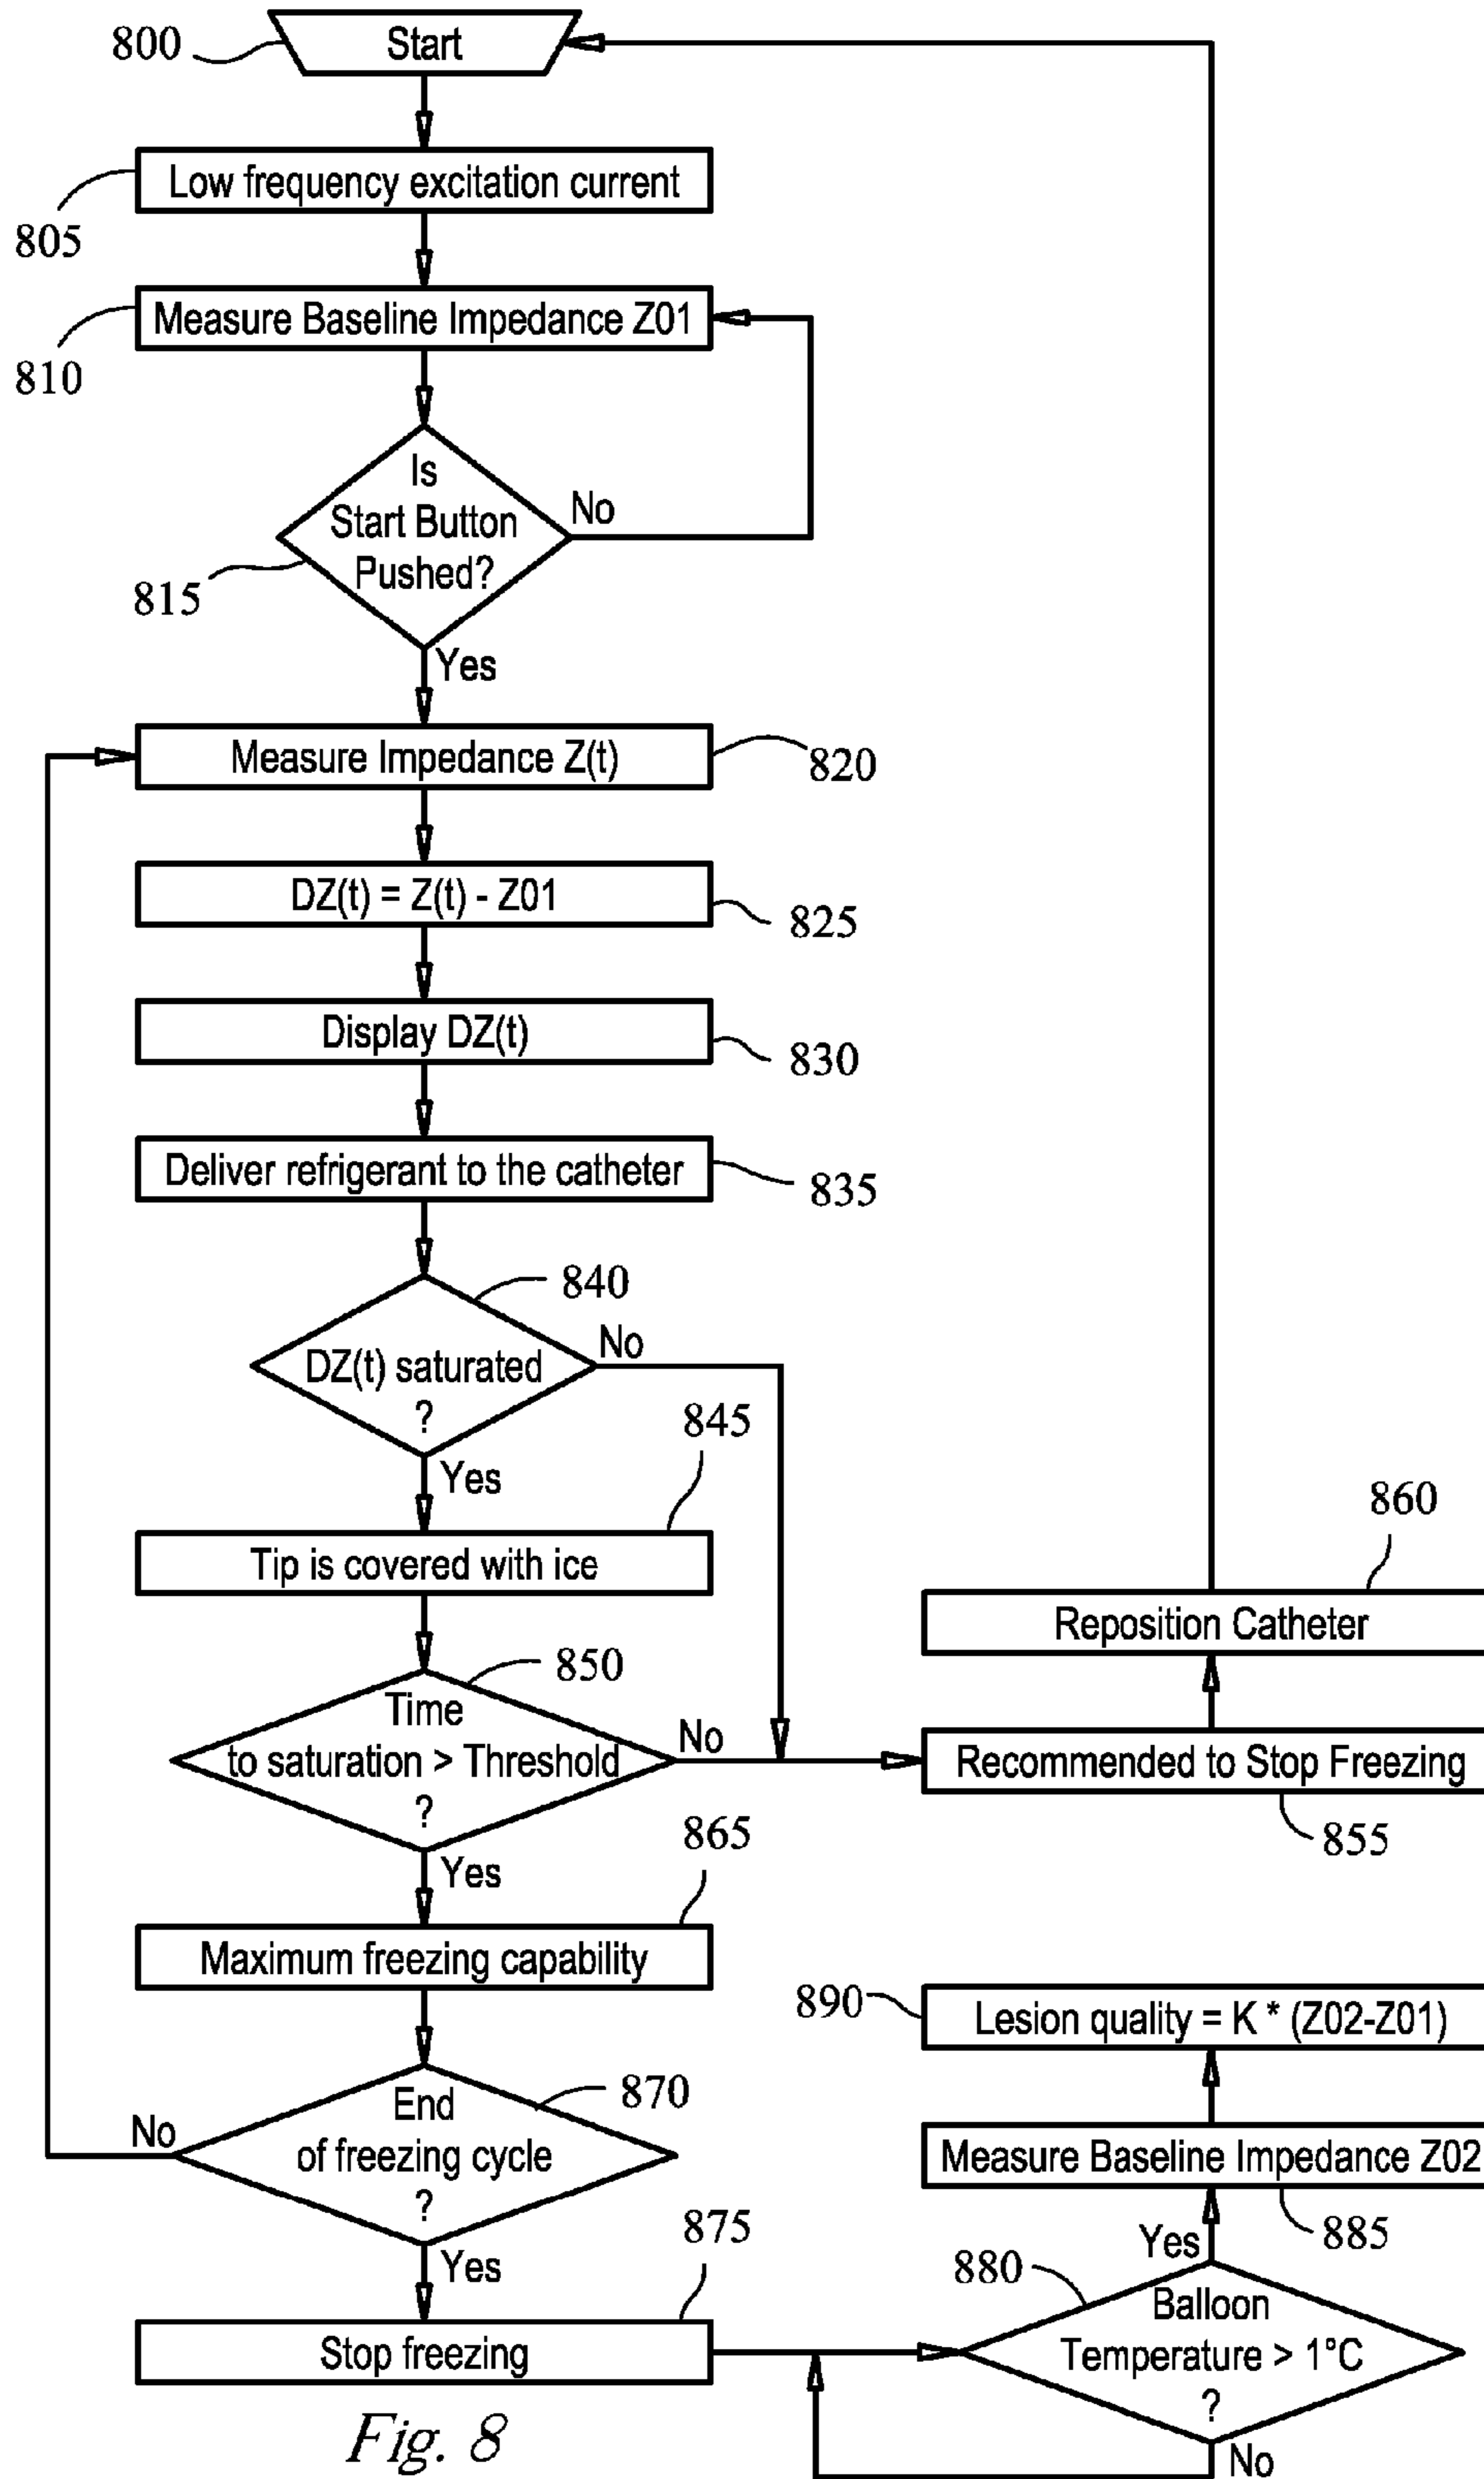 800
Start
Low frequency excitation current
805
Measure Baseline Impedance Z01
810
Is
Start Button
Pushed?
No
815
Yes
Measure Impedance Z(t)
820
DZ(t) = Z(t) - Z01
825
Display DZ(t)
830
Deliver refrigerant to the catheter
835
840
DZ(t) saturated
?
No
Yes
845
Tip is covered with ice
850
Time
to saturation > Threshold
?
No
Yes
860
Reposition Catheter
Recommended to Stop Freezing
855
865
Maximum freezing capability
870
End
of freezing cycle
?
No
Yes
875
Stop freezing
890
Lesion quality = K * (Z02-Z01)
Measure Baseline Impedance Z02
885
Yes
880
Balloon
Temperature > 1°C
?
No
Fig. 8